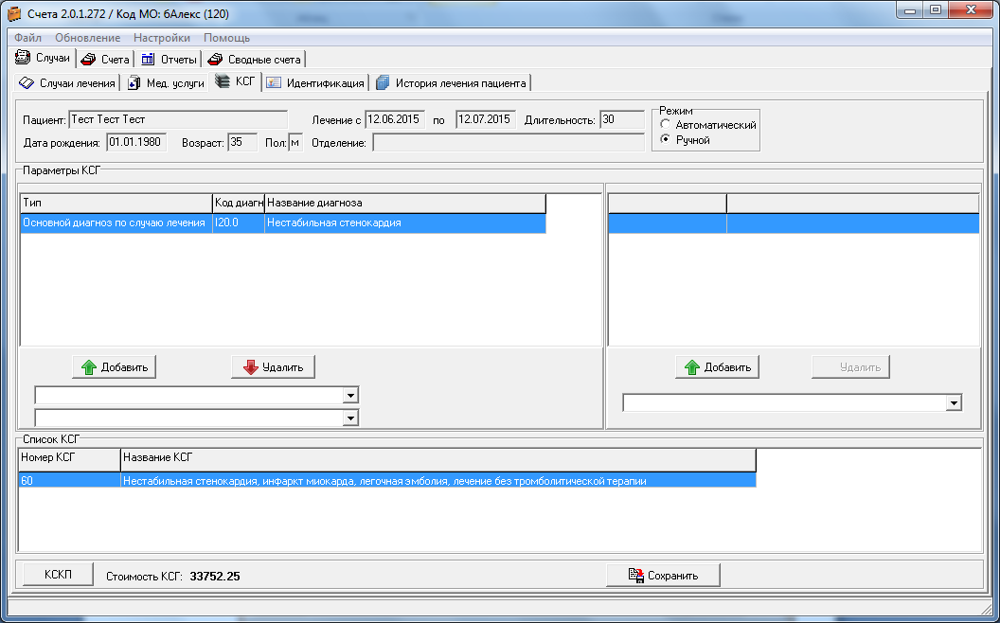 Счета 2.0.1.272 / Код МО: 6Алекс (120)
Файл Обновление Настройки Помощь
Случаи Счета Отчеты Сводные счета
Случаи лечения Мед. услуги КСГ Идентификация История лечения пациента
Пациент: Тест Тест Тест Лечение с 12.06.2015 по 12.07.2015 Длительность: 30
Режим
Автоматический
Ручной
Дата рождения: 01.01.1980 Возраст: 35 Пол: м Отделение:
Параметры КСГ
Тип Код диагн Название диагноза
Основной диагноз по случаю лечения I20.0 Нестабильная стенокардия
Добавить Удалить Добавить Удалить
Список КСГ
Номер КСГ Название КСГ
60 Нестабильная стенокардия, инфаркт миокарда, легочная эмболия, лечение без тромболитической терапии
КСКП Стоимость КСГ: 33752.25 Сохранить